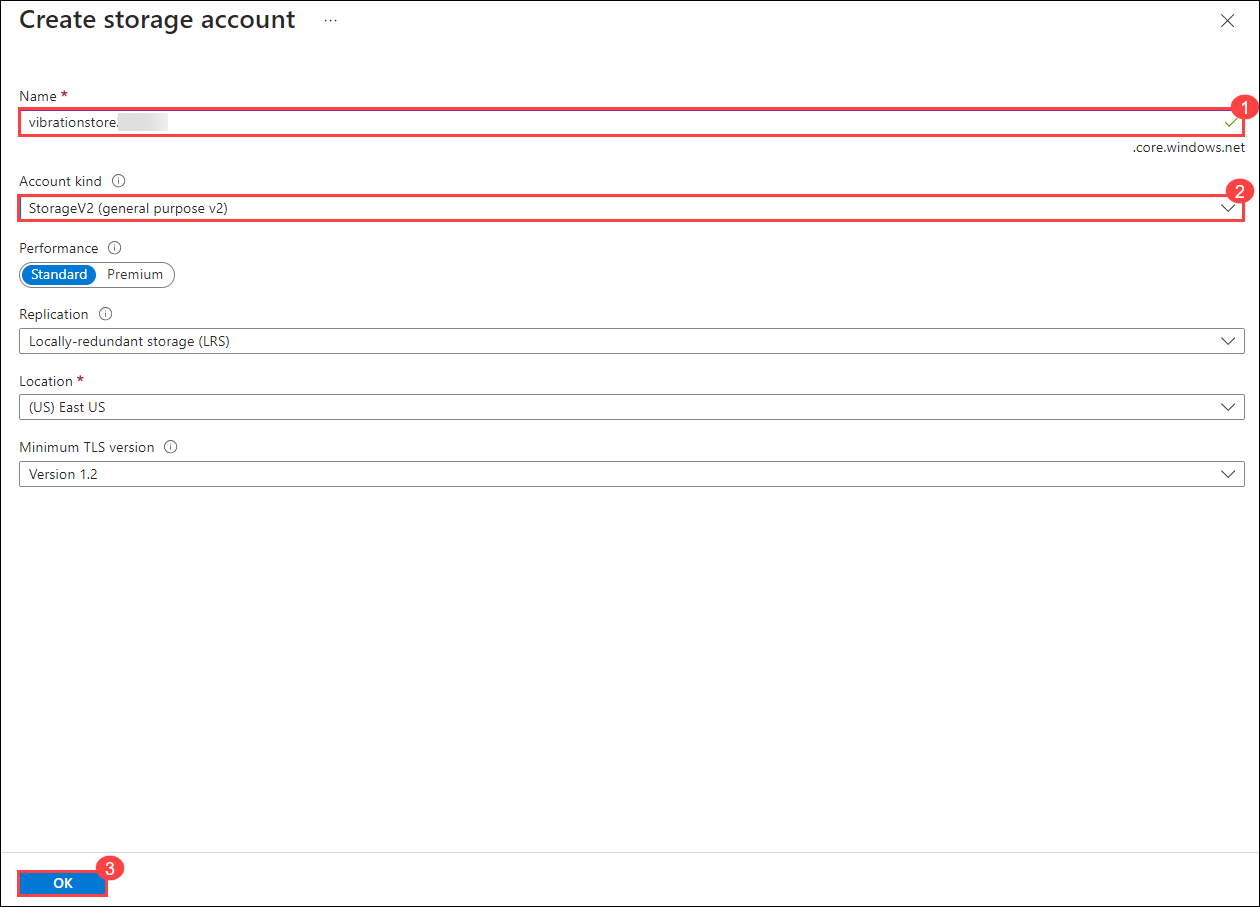 Create storage account ...
Name *
1
vibrationstore
.core.windows.net
Account kind
2
StorageV2 (general purpose v2)
Performance
Standard Premium
Replication
Locally-redundant storage (LRS)
Location *
(US) East US
Minimum TLS version
Version 1.2
3
OK